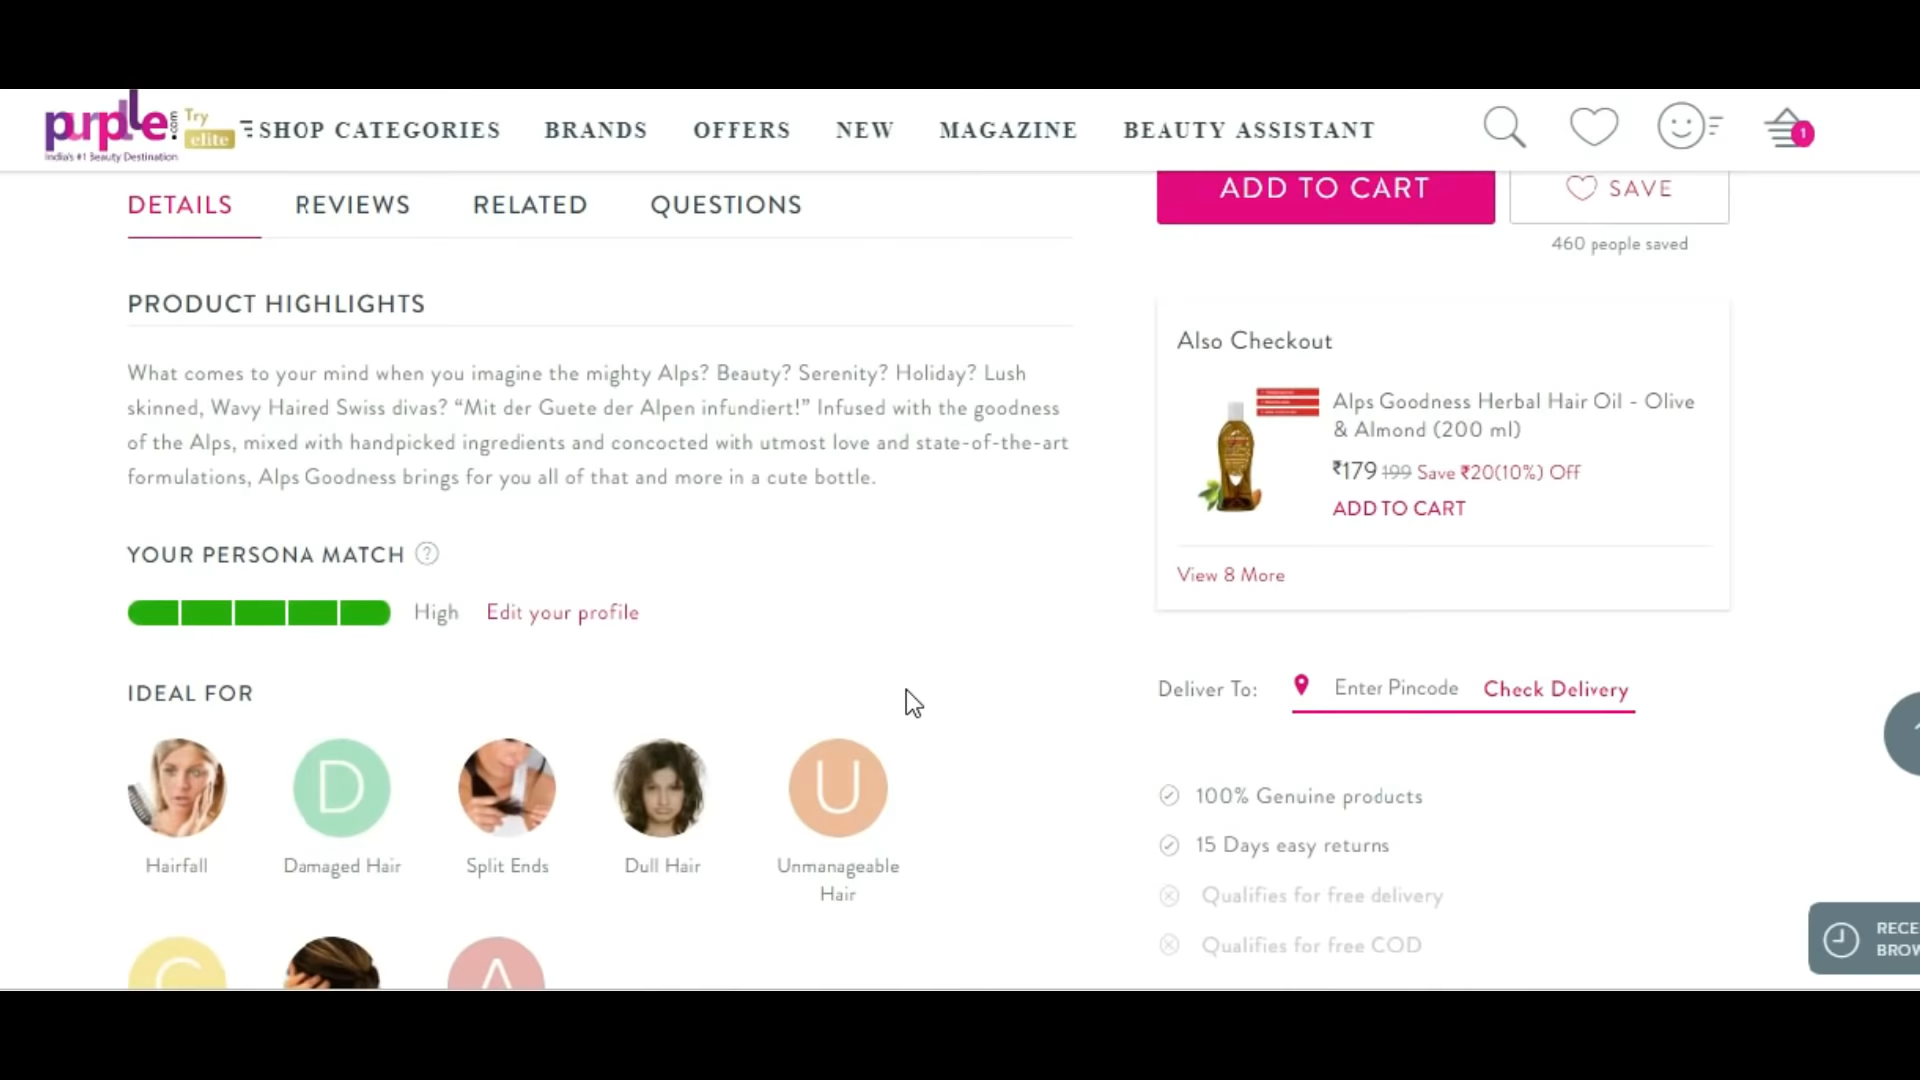 purplle.com
India's #1 Beauty Destination
Try
elite
SHOP CATEGORIES
BRANDS
OFFERS
NEW
MAGAZINE
BEAUTY ASSISTANT
1
DETAILS
REVIEWS
RELATED
QUESTIONS
ADD TO CART
SAVE
460 people saved
PRODUCT HIGHLIGHTS
What comes to your mind when you imagine the mighty Alps? Beauty? Serenity? Holiday? Lush
skinned, Wavy Haired Swiss divas? “Mit der Guete der Alpen infundiert!” Infused with the goodness
of the Alps, mixed with handpicked ingredients and concocted with utmost love and state-of-the-art
formulations, Alps Goodness brings for you all of that and more in a cute bottle.
YOUR PERSONA MATCH ?
High
Edit your profile
IDEAL FOR
D
U
Hairfall
Damaged Hair
Split Ends
Dull Hair
Unmanageable
Hair
C
A
Also Checkout
Alps Goodness Herbal Hair Oil - Olive
& Almond (200 ml)
₹179 199 Save ₹20(10%) Off
ADD TO CART
View 8 More
Deliver To:
Enter Pincode
Check Delivery
100% Genuine products
15 Days easy returns
Qualifies for free delivery
Qualifies for free COD
RECE
BROW